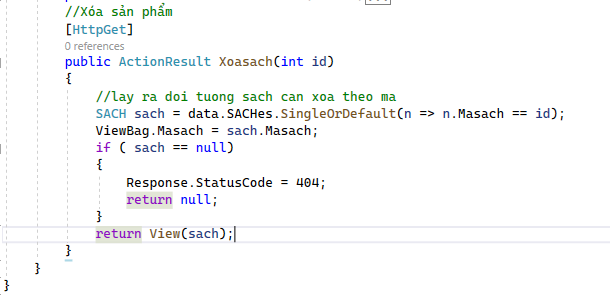 //Xóa sản phẩm
[HttpGet]
0 references
public ActionResult Xoasach(int id)
{
//lay ra doi tuong sach can xoa theo ma
SACH sach = data.SACHes.SingleOrDefault(n => n.Masach == id);
ViewBag.Masach = sach.Masach;
if ( sach == null)
{
Response.StatusCode = 404;
return null;
}
return View(sach);
}
}
}